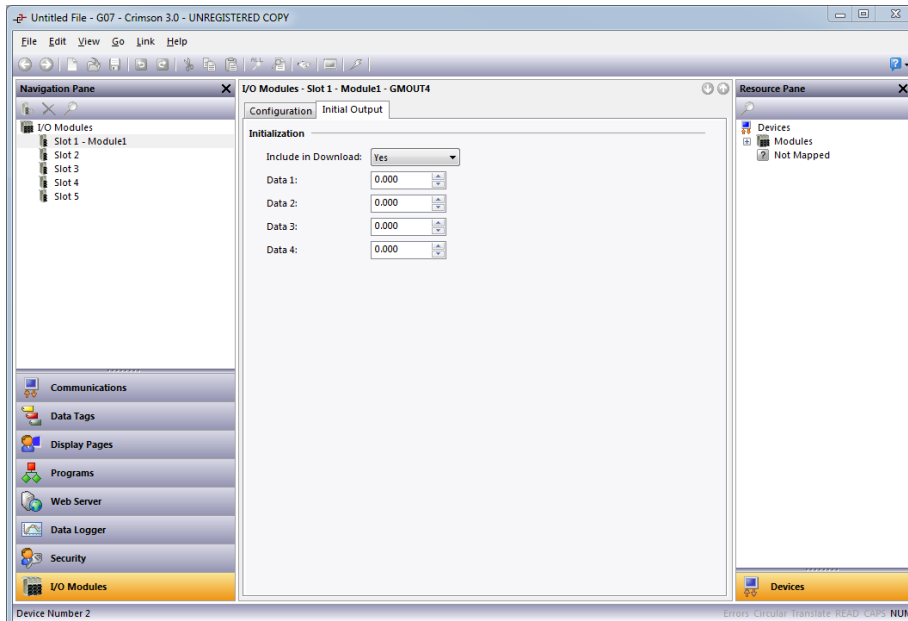 Untitled File - G07 - Crimson 3.0 - UNREGISTERED COPY
File Edit View Go Link Help
Navigation Pane
I/O Modules
Slot 1 - Module1
Slot 2
Slot 3
Slot 4
Slot 5
Communications
Data Tags
Display Pages
Programs
Web Server
Data Logger
Security
I/O Modules
I/O Modules - Slot 1 - Module1 - GMOUT4
Configuration Initial Output
Initialization
Include in Download: Yes
Data 1: 0.000
Data 2: 0.000
Data 3: 0.000
Data 4: 0.000
Resource Pane
Devices
Modules
Not Mapped
Devices
Device Number 2
Errors Circular Translate READ CAPS NUM